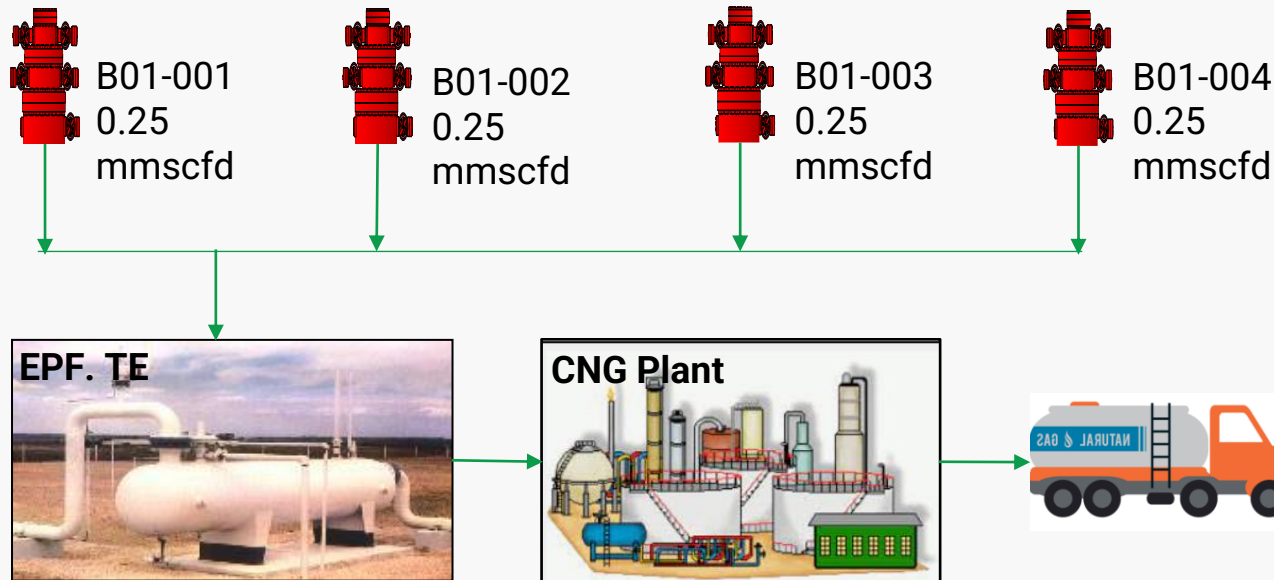 B01-001
0.25
mmscfd
B01-002
0.25
mmscfd
B01-003
0.25
mmscfd
B01-004
0.25
mmscfd
EPF. TE
CNG Plant
NATURAL GAS